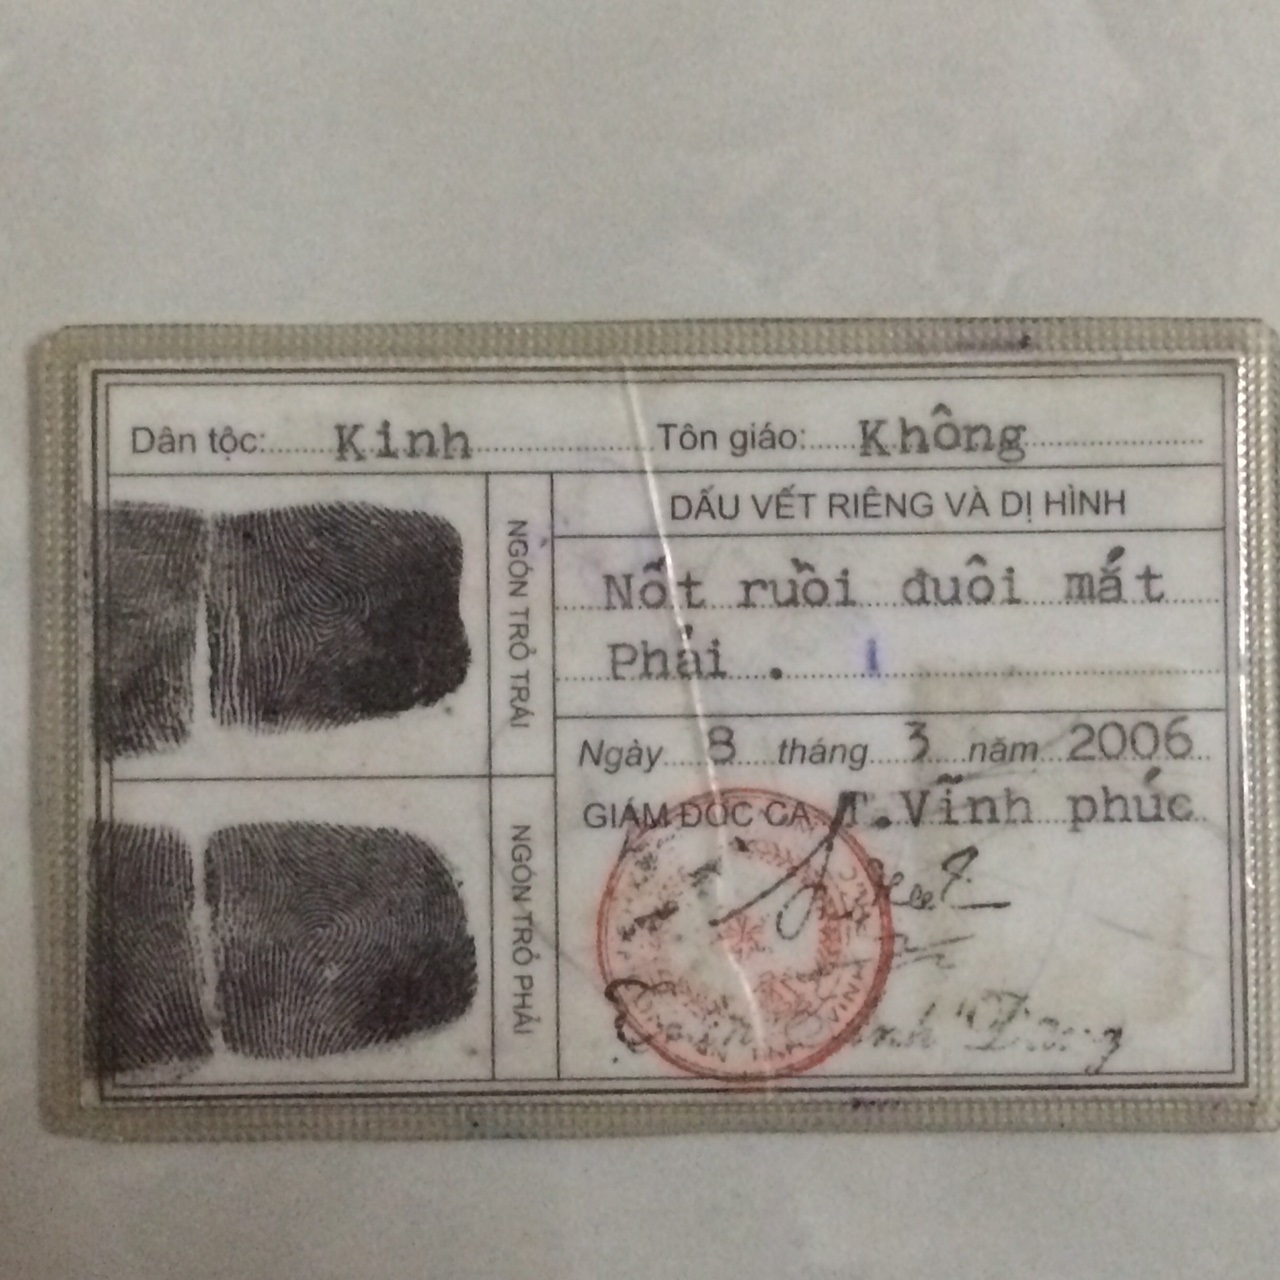 Dân tộc: Kinh Tôn giáo: Không
NGÓN TRỎ TRÁI
DẤU VẾT RIÊNG VÀ DỊ HÌNH
Nốt ruồi đuôi mắt
Phải .
Ngày 8 tháng 3 năm 2006
GIÁM ĐỐC CA T.Vĩnh phúc
NGÓN TRỎ PHẢI